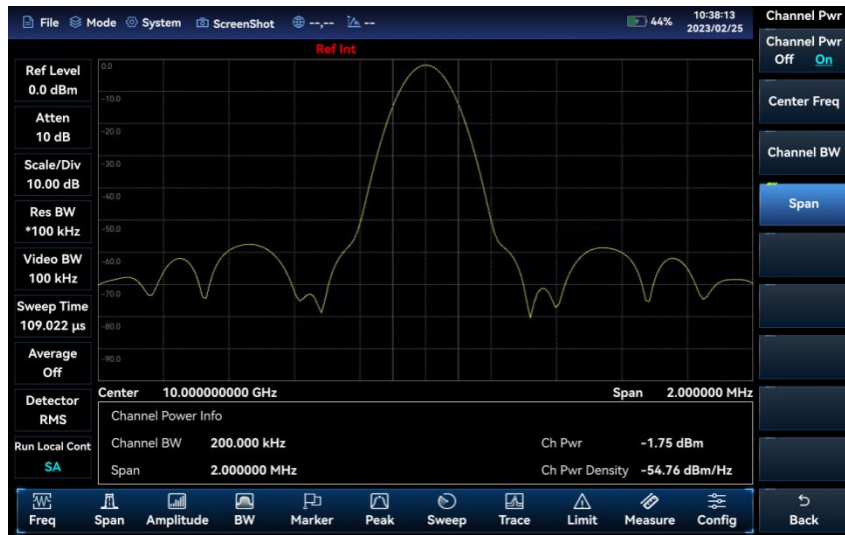 File Mode System ScreenShot --,-- -- 44% 10:38:13
2023/02/25
Channel Pwr
Ref Int
Channel Pwr
Off On
Center Freq
Channel BW
Span
Back
Ref Level
0.0 dBm
Atten
10 dB
Scale/Div
10.00 dB
Res BW
*100 kHz
Video BW
100 kHz
Sweep Time
109.022 µs
Average
Off
Detector
RMS
Run Local Cont
SA
0.0
-10.0
-20.0
-30.0
-40.0
-50.0
-60.0
-70.0
-80.0
-90.0
Center 10.000000000 GHz Span 2.000000 MHz
Channel Power Info
Channel BW 200.000 kHz Ch Pwr -1.75 dBm
Span 2.000000 MHz Ch Pwr Density -54.76 dBm/Hz
Freq Span Amplitude BW Marker Peak Sweep Trace Limit Measure Config